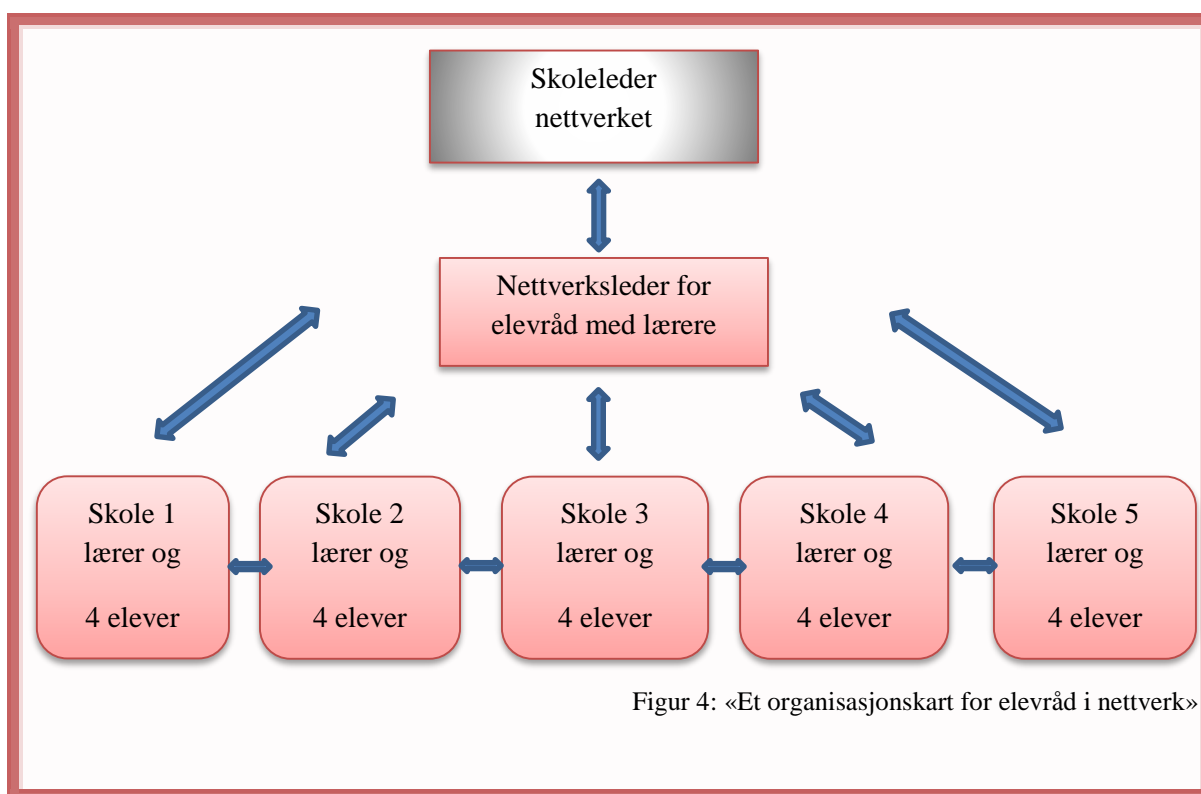 Skoleleder
nettverket
Nettverksleder for
elevråd med lærere
Skole 1
lærer og
4 elever
Skole 2
lærer og
4 elever
Skole 3
lærer og
4 elever
Skole 4
lærer og
4 elever
Skole 5
lærer og
4 elever
Figur 4: «Et organisasjonskart for elevråd i nettverk»